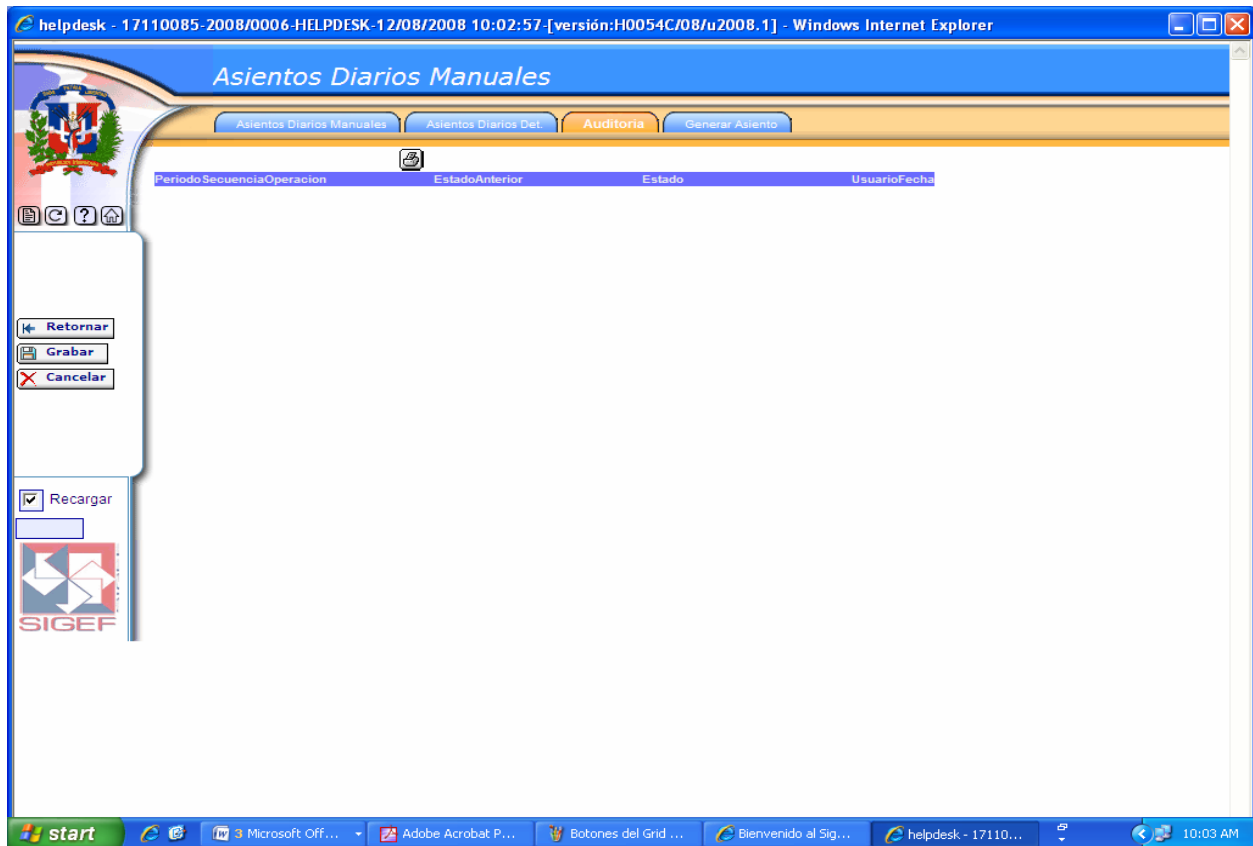 helpdesk - 17110085-2008/0006-HELPDESK-12/08/2008 10:02:57-[versión:H0054C/08/u2008.1] - Windows Internet Explorer
Asientos Diarios Manuales
Asientos Diarios Manuales Asientos Diarios Det. Auditoria Generar Asiento
Periodo Secuencia Operacion EstadoAnterior Estado UsuarioFecha
Retornar
Grabar
Cancelar
Recargar
SIGEF
start 3 Microsoft Off... Adobe Acrobat P... Botones del Grid ... Bienvenido al Sig... helpdesk - 17110... 10:03 AM